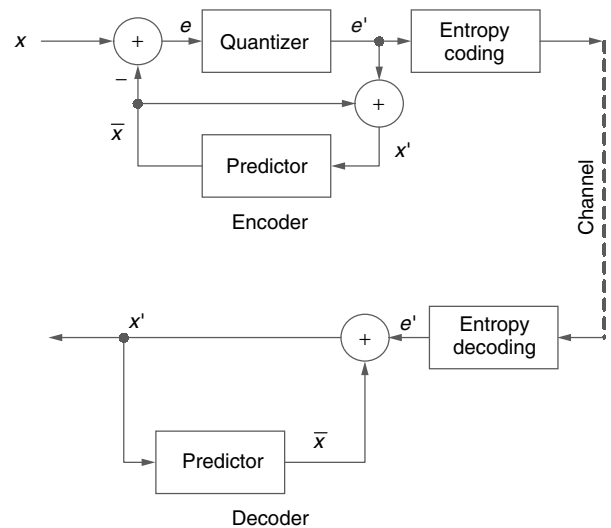 x
+
e
Quantizer
e'
Entropy
coding
−
+
x̅
Predictor
x'
Encoder
Channel
x'
+
e'
Entropy
decoding
x̅
Predictor
Decoder